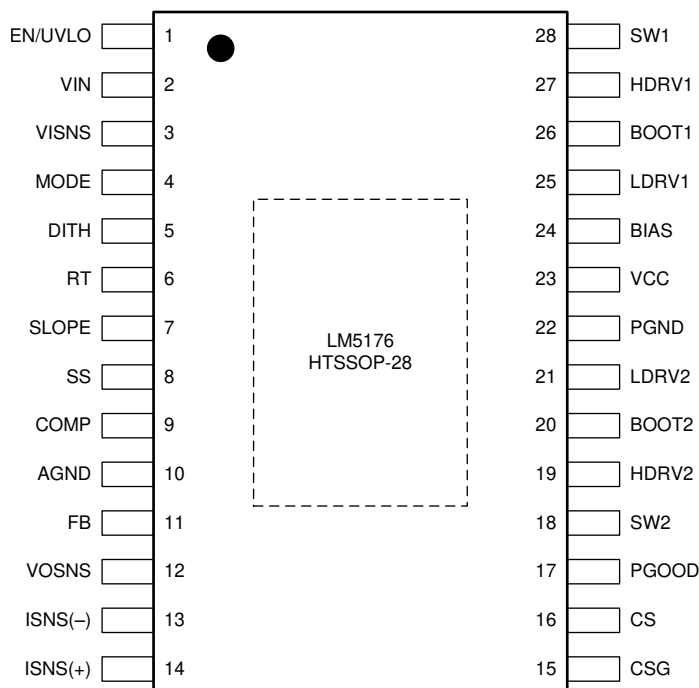 EN/UVLO 1 28 SW1
VIN 2 27 HDRV1
VISNS 3 26 BOOT1
MODE 4 25 LDRV1
DITH 5 24 BIAS
RT 6 23 VCC
SLOPE 7 22 PGND
LM5176
HTSSOP-28
SS 8 21 LDRV2
COMP 9 20 BOOT2
AGND 10 19 HDRV2
FB 11 18 SW2
VOSNS 12 17 PGOOD
ISNS(–) 13 16 CS
ISNS(+) 14 15 CSG